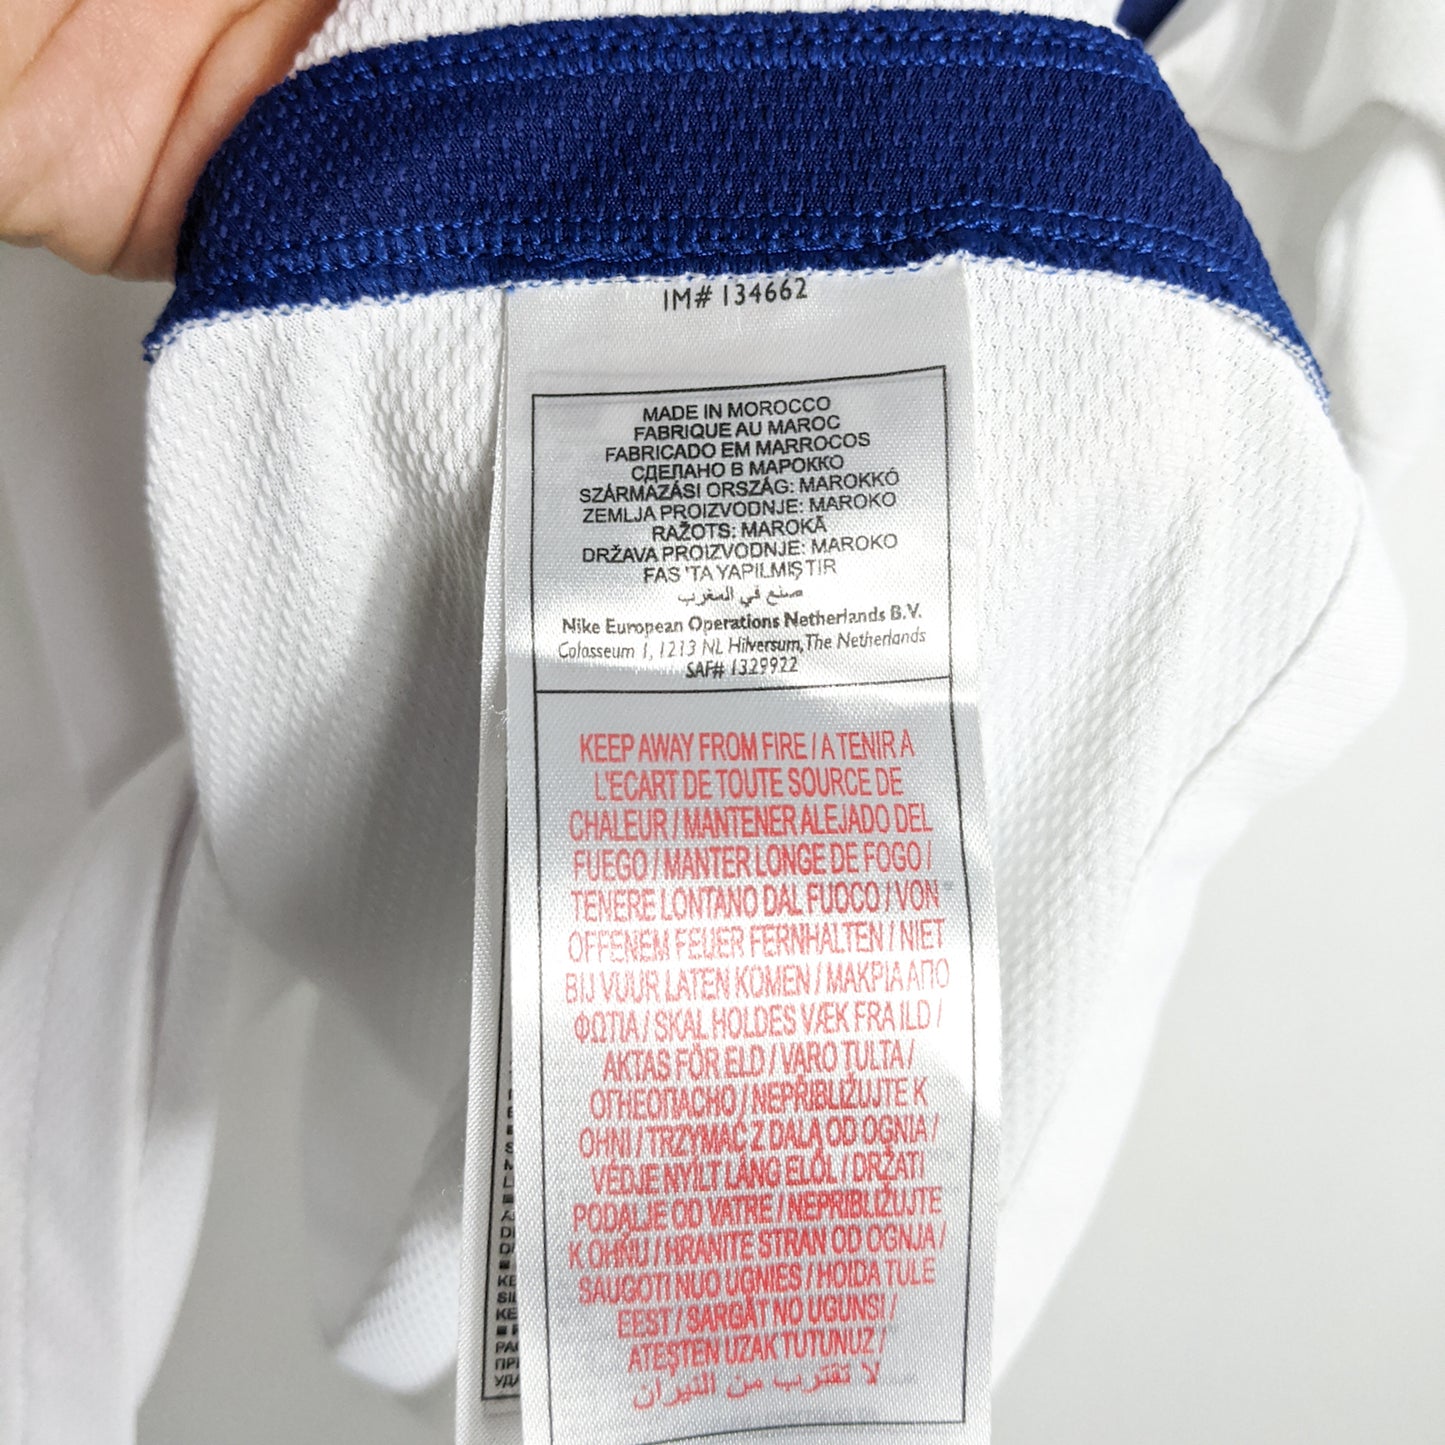 IM# 134662
MADE IN MOROCCO
FABRIQUE AU MAROC
FABRICADO EM MARROCOS
СДЕЛАНО В МАРОККО
SZÁRMAZÁSI ORSZÁG: MAROKKÓ
ZEMLJA PROIZVODNJE: MAROKO
RAŽOTS: MAROKĀ
DRŽAVA PROIZVODNJE: MAROKO
FAS 'TA YAPILMIŞTIR
صنع في المغرب
Nike European Operations Netherlands B.V.
Colosseum 1, 1213 NL Hilversum, The Netherlands
SAF# 1329922
KEEP AWAY FROM FIRE / A TENIR A
L'ECART DE TOUTE SOURCE DE
CHALEUR / MANTENER ALEJADO DEL
FUEGO / MANTER LONGE DE FOGO /
TENERE LONTANO DAL FUOCO / VON
OFFENEM FEUER FERNHALTEN / NIET
BIJ VUUR LATEN KOMEN / ΜΑΚΡΙΑ ΑΠΟ
ΦΩΤΙΑ / SKAL HOLDES VÆK FRA ILD /
AKTAS FÖR ELD / VARO TULTA /
ОГНЕОПАСНО / NEPŘIBLIŽUJTE K
OHNI / TRZYMAĆ Z DALA OD OGNIA /
VÉDJE NYÍLT LÁNG ELŐL / DRŽATI
PODALJE OD VATRE / NEPRIBLIŽUJTE
K OHŇU / HRANITE STRAN OD OGNJA /
SAUGOTI NUO UGNIES / HOIDA TULE
EEST / SARGĀT NO UGUNS! /
ATEŞTEN UZAK TUTUNUZ /
لا تقترب من النيران